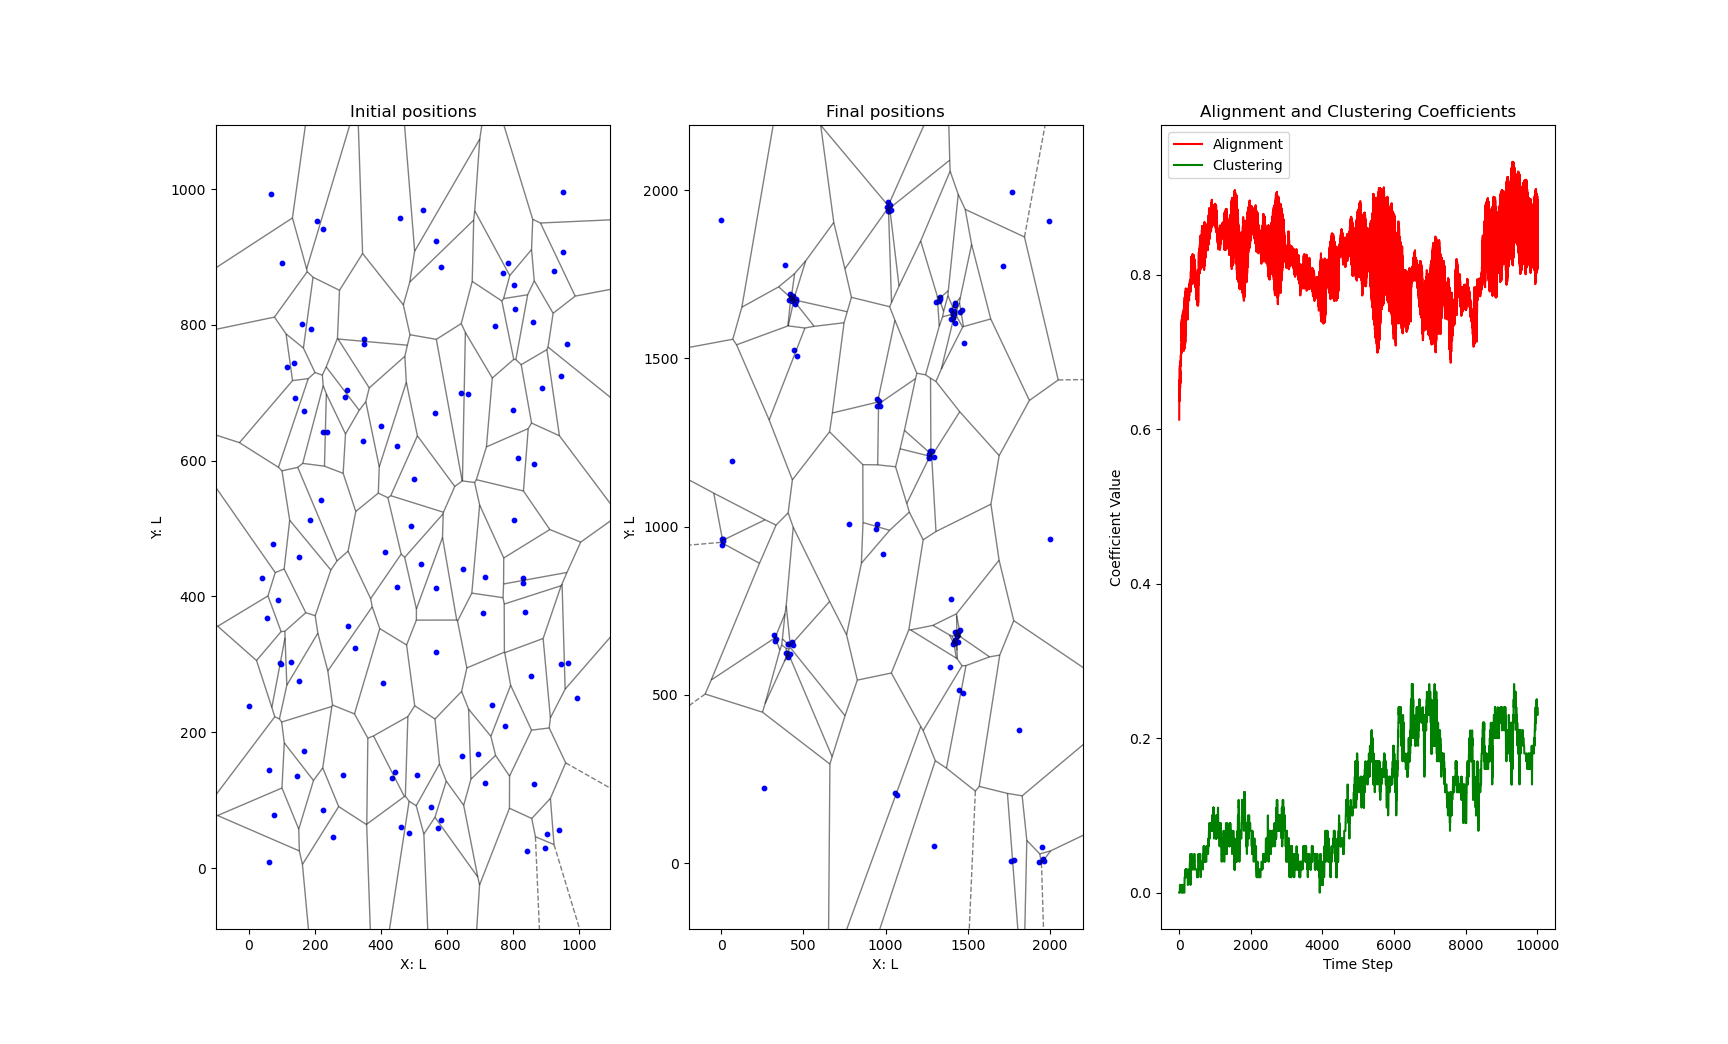 Initial positions
Y: L
1000
800
600
400
200
0
0 200 400 600 800 1000
X: L
Final positions
Y: L
2000
1500
1000
500
0
0 500 1000 1500 2000
X: L
Alignment and Clustering Coefficients
Alignment
Clustering
Coefficient Value
0.8
0.6
0.4
0.2
0.0
0 2000 4000 6000 8000 10000
Time Step